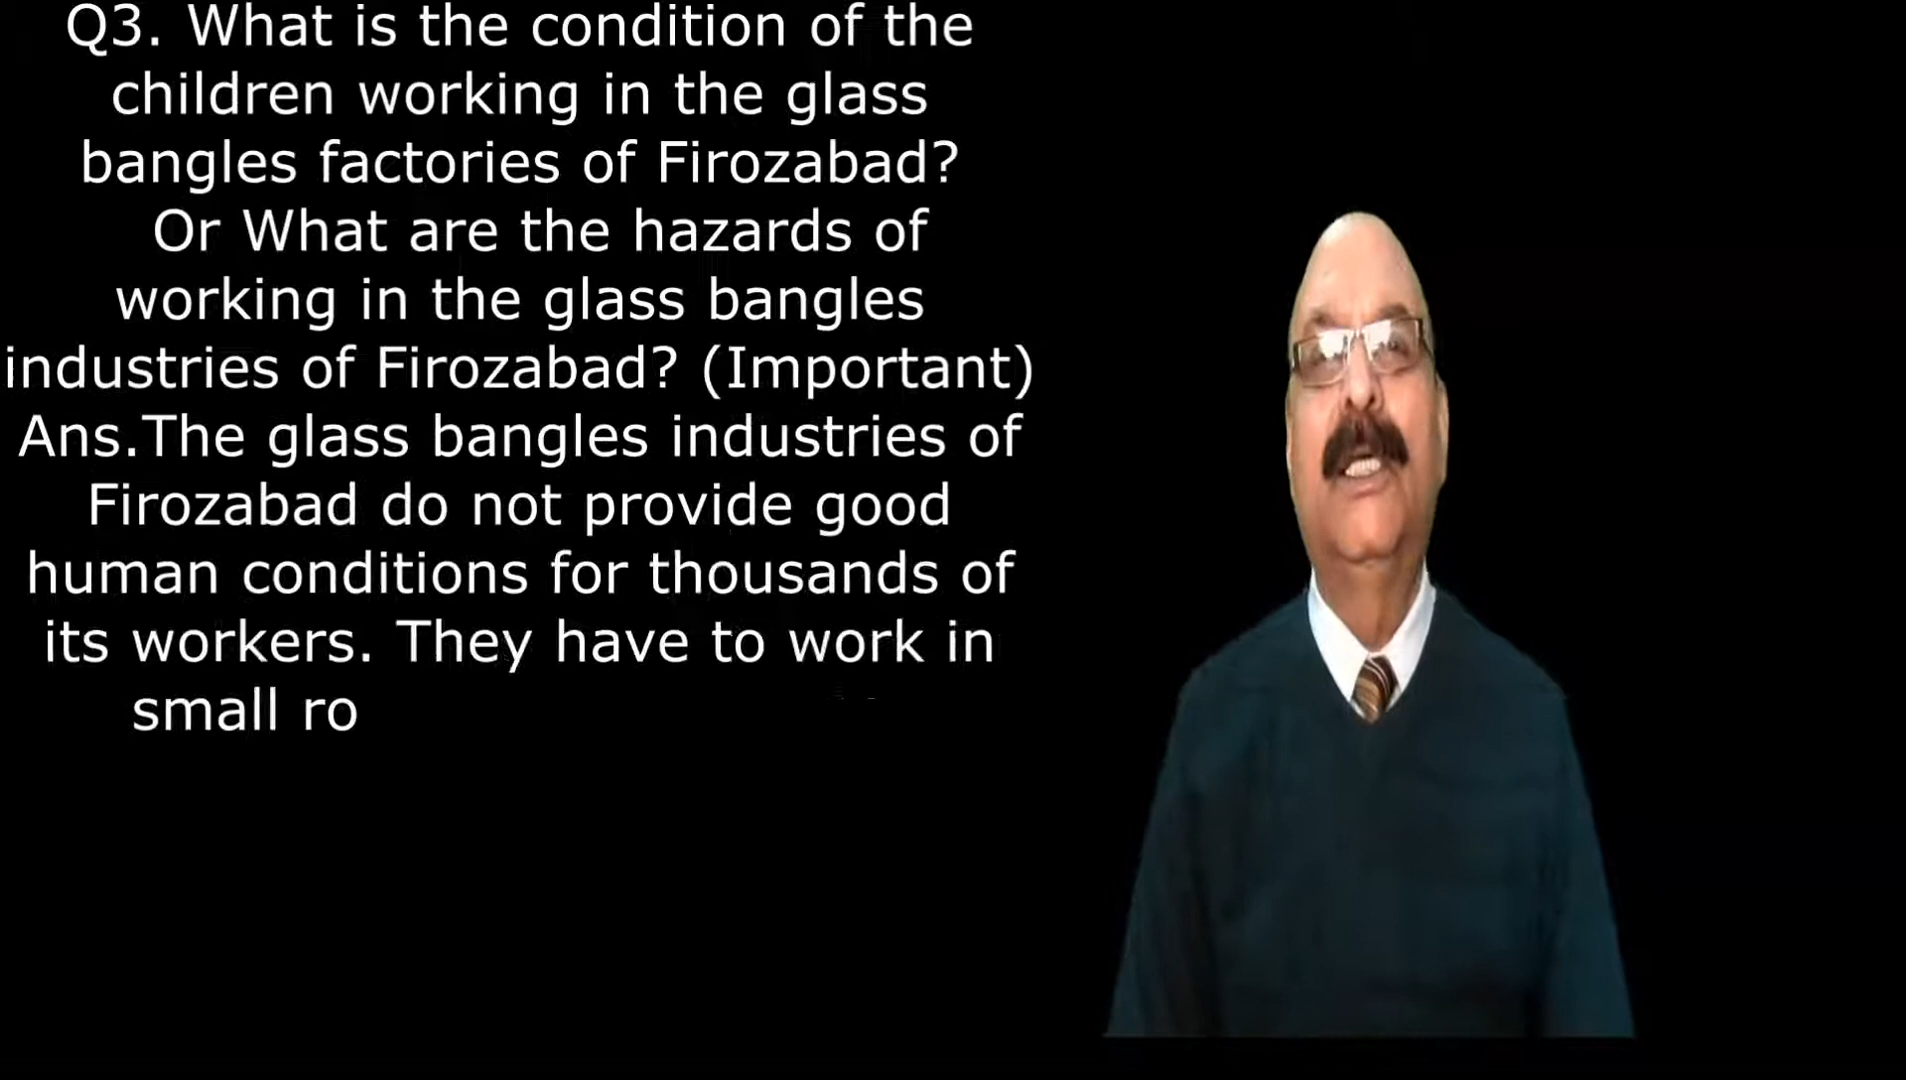 Q3. What is the condition of the
children working in the glass
bangles factories of Firozabad?
Or What are the hazards of
working in the glass bangles
industries of Firozabad? (Important)
Ans.The glass bangles industries of
Firozabad do not provide good
human conditions for thousands of
its workers. They have to work in
small ro